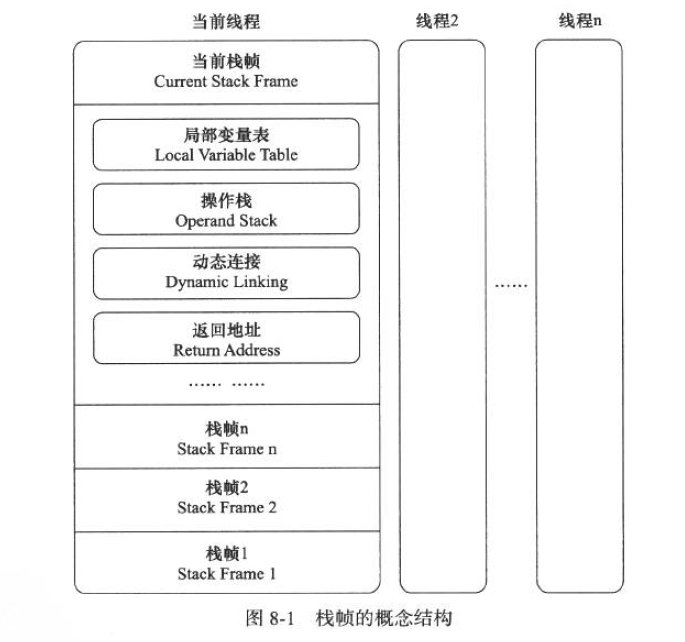 当前线程
线程2
线程n
当前栈帧
Current Stack Frame
局部变量表
Local Variable Table
操作栈
Operand Stack
动态连接
Dynamic Linking
返回地址
Return Address
…… ……
……
栈帧n
Stack Frame n
栈帧2
Stack Frame 2
栈帧1
Stack Frame 1
图 8-1 栈帧的概念结构